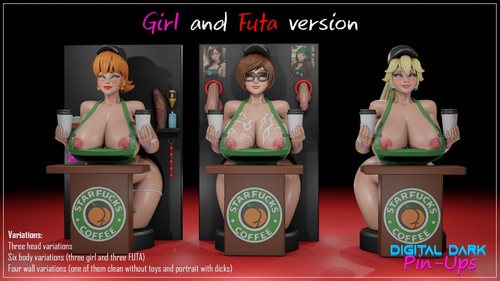 Girl and Futa version
STARFUCKS
COFFEE
STARFUCKS
COFFEE
STARFUCKS
COFFEE
Variations:
Three head variations
Six body variations (three girl and three FUTA)
Four wall variations (one of them clean without toys and portrait with dicks)
DIGITAL DARK
Pin-Ups